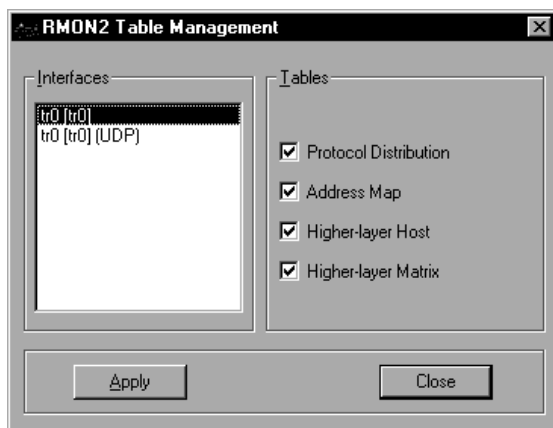 RMON2 Table Management
Interfaces
tr0 [tr0]
tr0 [tr0] (UDP)
Tables
Protocol Distribution
Address Map
Higher-layer Host
Higher-layer Matrix
Apply
Close